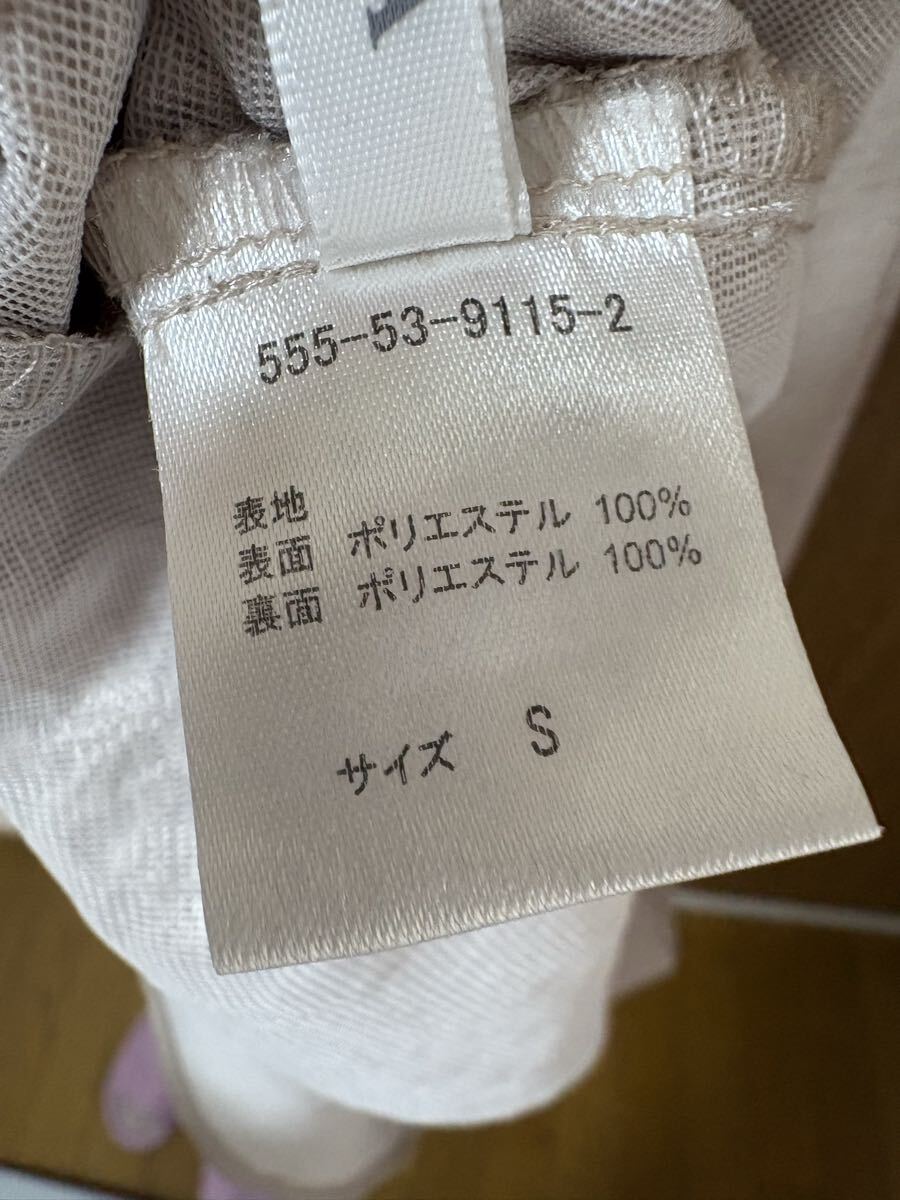 555-53-9115-2
表地
表面 ポリエステル 100%
裏面 ポリエステル 100%
サイズ S